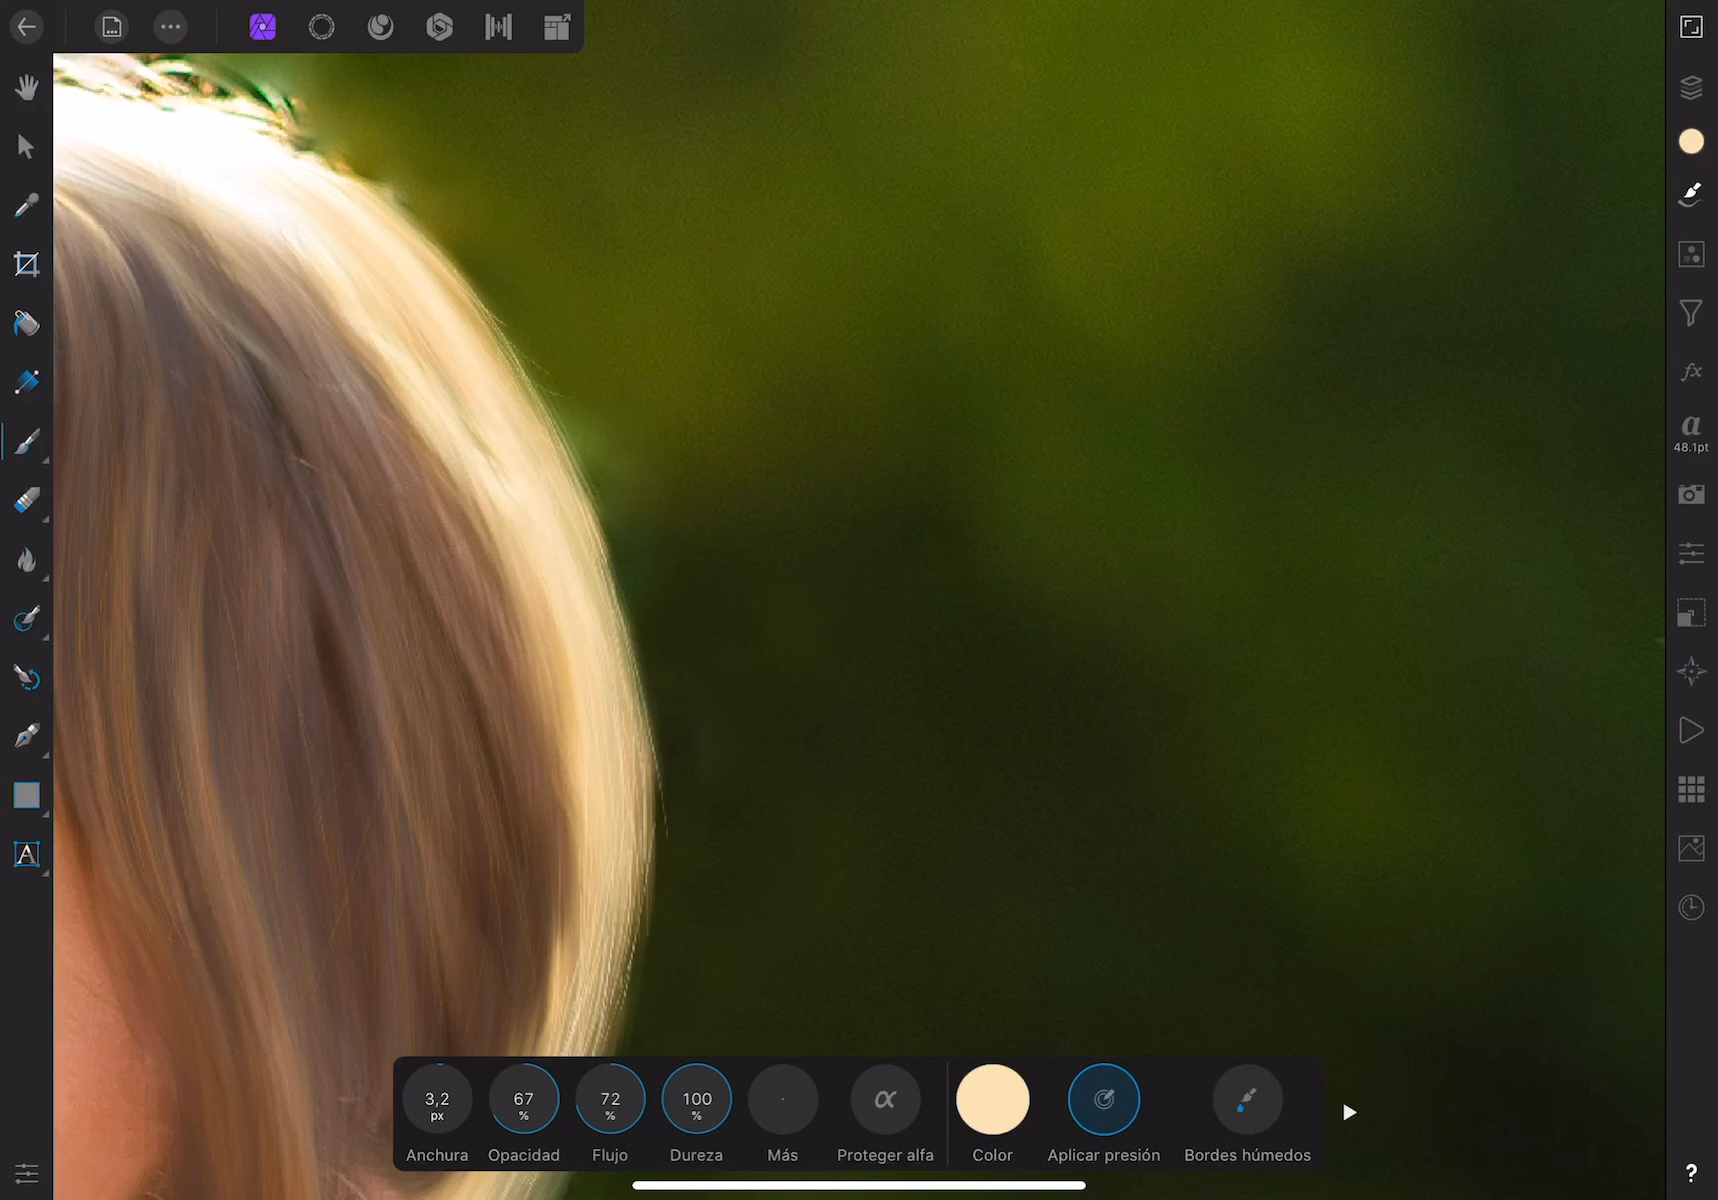 A
a
48.1pt
fx
3,2
px
67
%
72
%
100
%
α
Anchura
Opacidad
Flujo
Dureza
Más
Proteger alfa
Color
Aplicar presión
Bordes húmedos
?